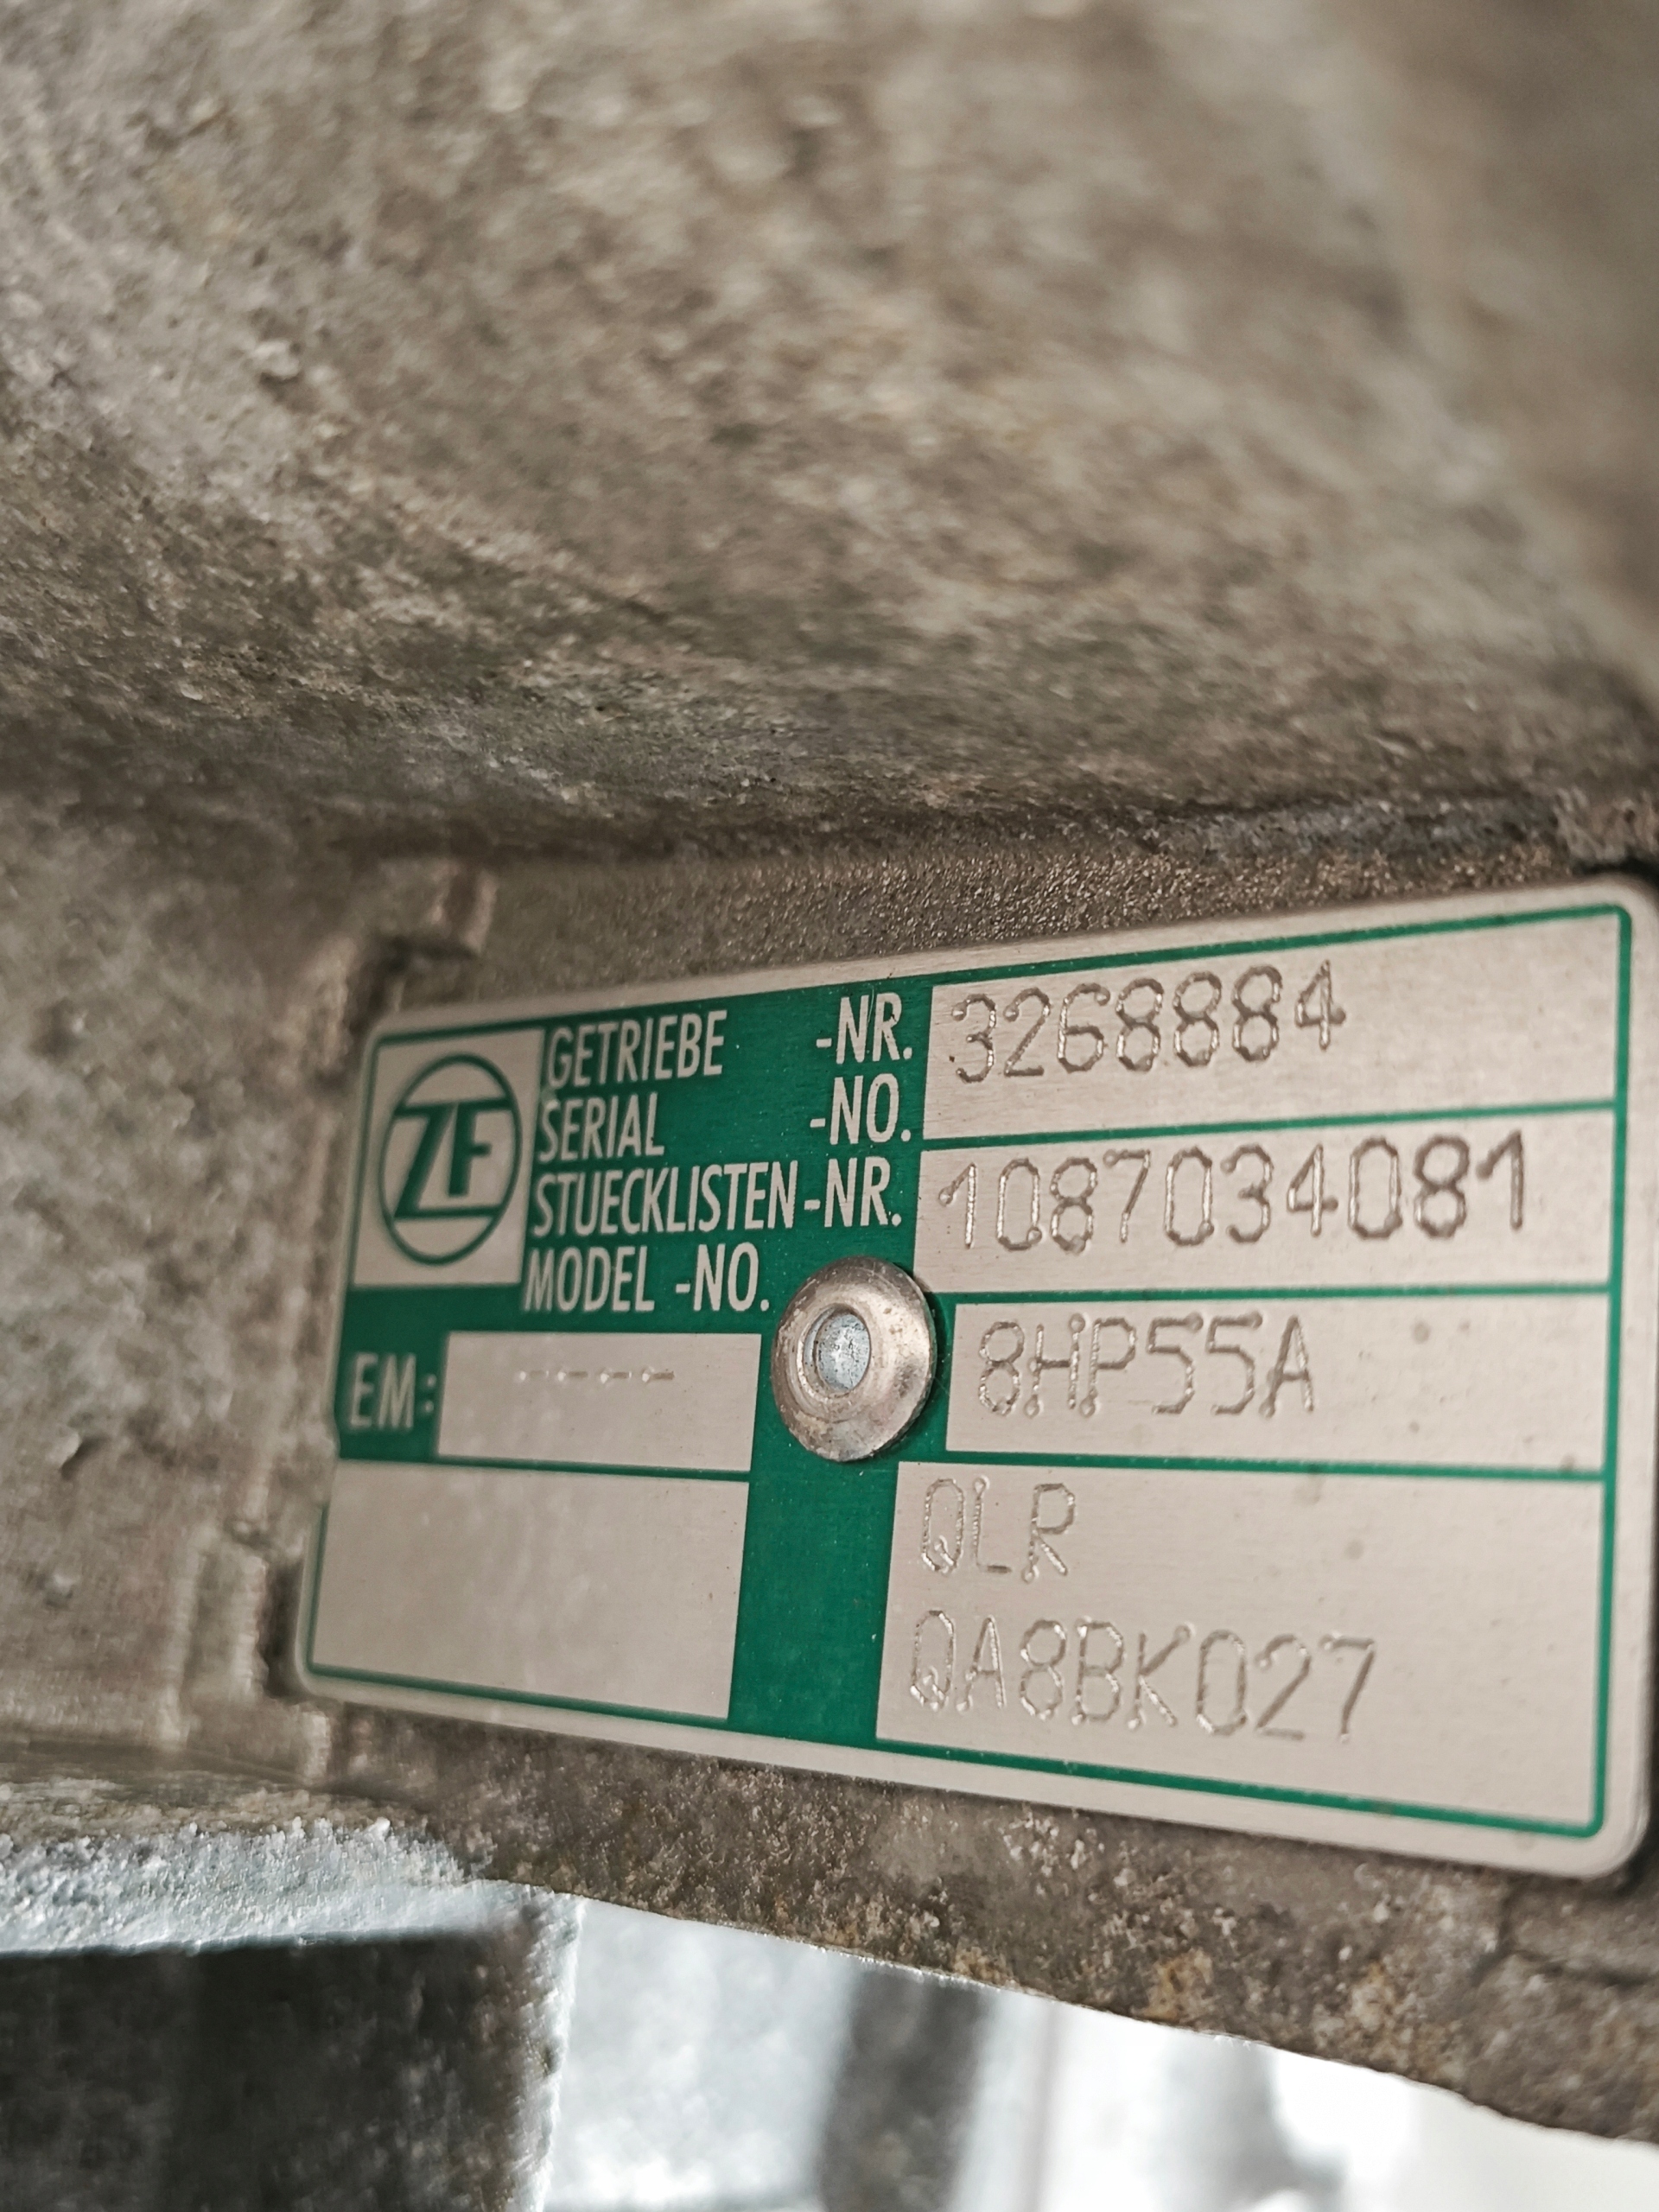 ZF
GETRIEBE -NR. 3268884
SERIAL -NO.
STUECKLISTEN-NR. 1087034081
MODEL -NO.
EM: ---- 8HP55A
QLR
QA8BK027